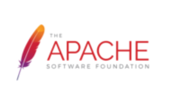 THE
APACHE
SOFTWARE FOUNDATION